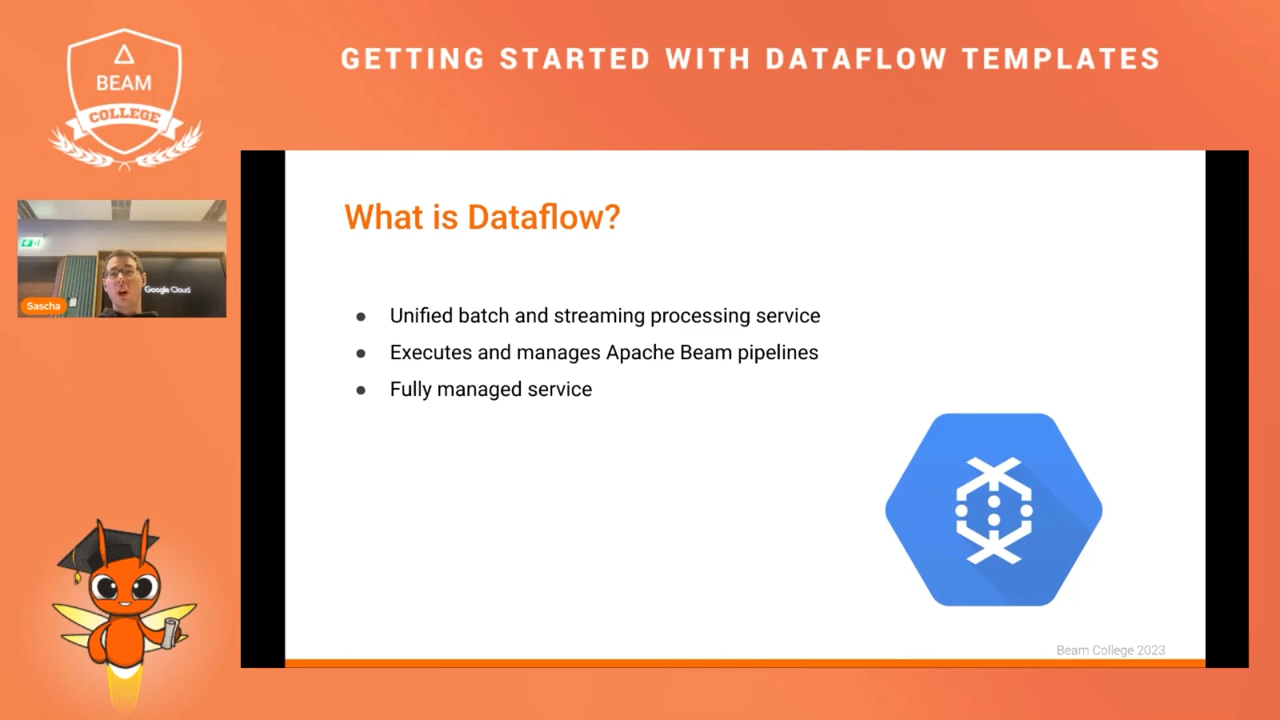 GETTING STARTED WITH DATAFLOW TEMPLATES
BEAM
COLLEGE
What is Dataflow?
Google Cloud
Sascha
● Unified batch and streaming processing service
● Executes and manages Apache Beam pipelines
● Fully managed service
Beam College 2023